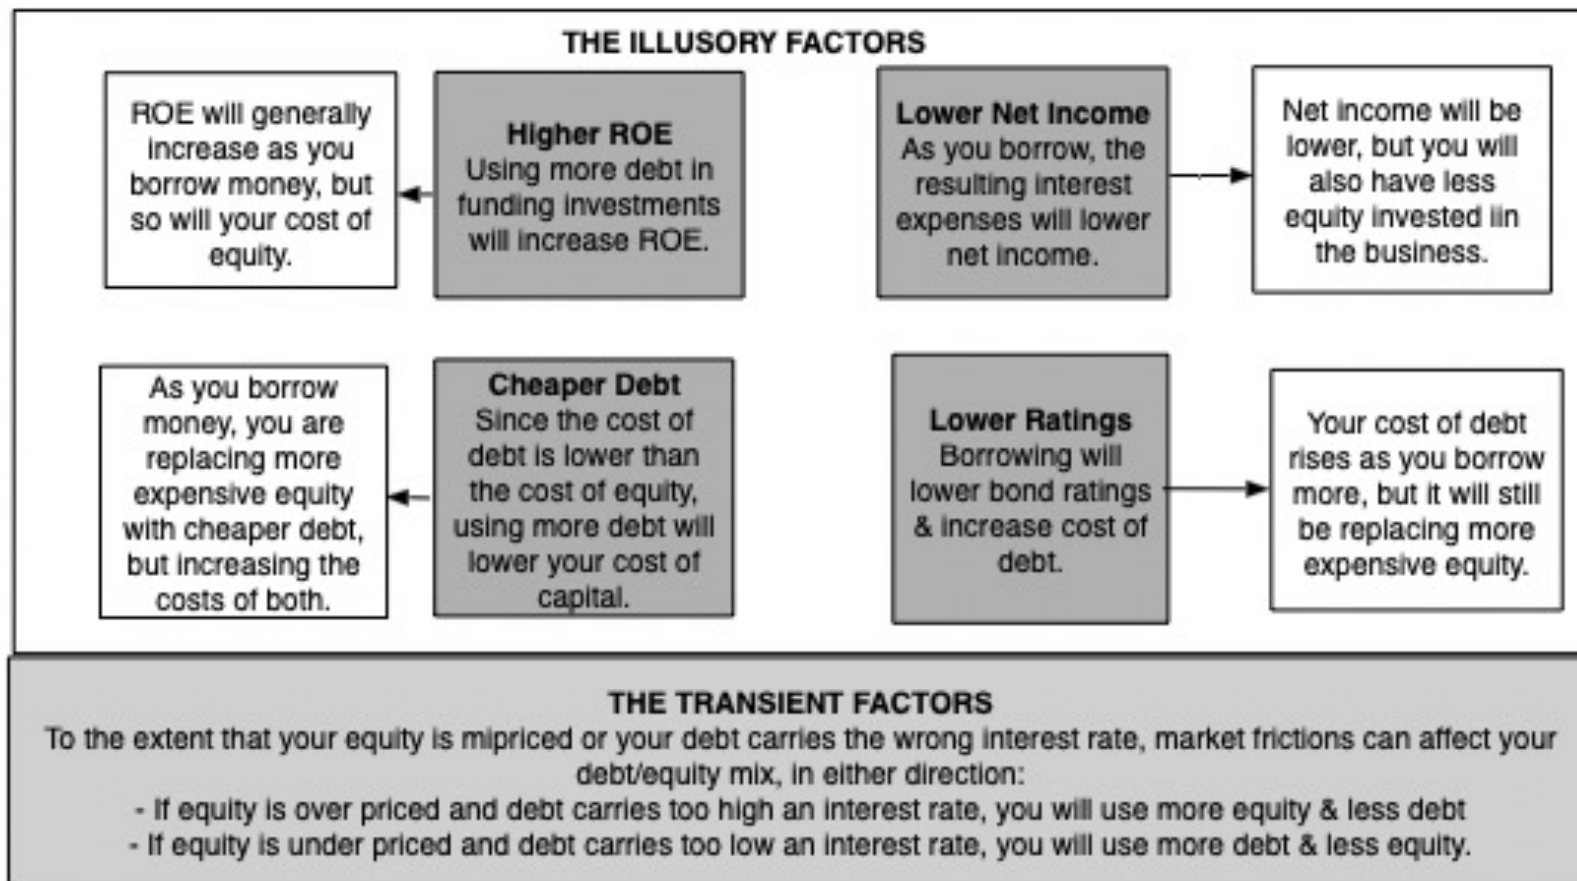 THE ILLUSORY FACTORS
ROE will generally
increase as you
borrow money, but
so will your cost of
equity.
Higher ROE
Using more debt in
funding investments
will increase ROE.
Lower Net Income
As you borrow, the
resulting interest
expenses will lower
net income.
Net income will be
lower, but you will
also have less
equity invested iin
the business.
As you borrow
money, you are
replacing more
expensive equity
with cheaper debt,
but increasing the
costs of both.
Cheaper Debt
Since the cost of
debt is lower than
the cost of equity,
using more debt will
lower your cost of
capital.
Lower Ratings
Borrowing will
lower bond ratings
& increase cost of
debt.
Your cost of debt
rises as you borrow
more, but it will still
be replacing more
expensive equity.
THE TRANSIENT FACTORS
To the extent that your equity is mipriced or your debt carries the wrong interest rate, market frictions can affect your
debt/equity mix, in either direction:
- If equity is over priced and debt carries too high an interest rate, you will use more equity & less debt
- If equity is under priced and debt carries too low an interest rate, you will use more debt & less equity.